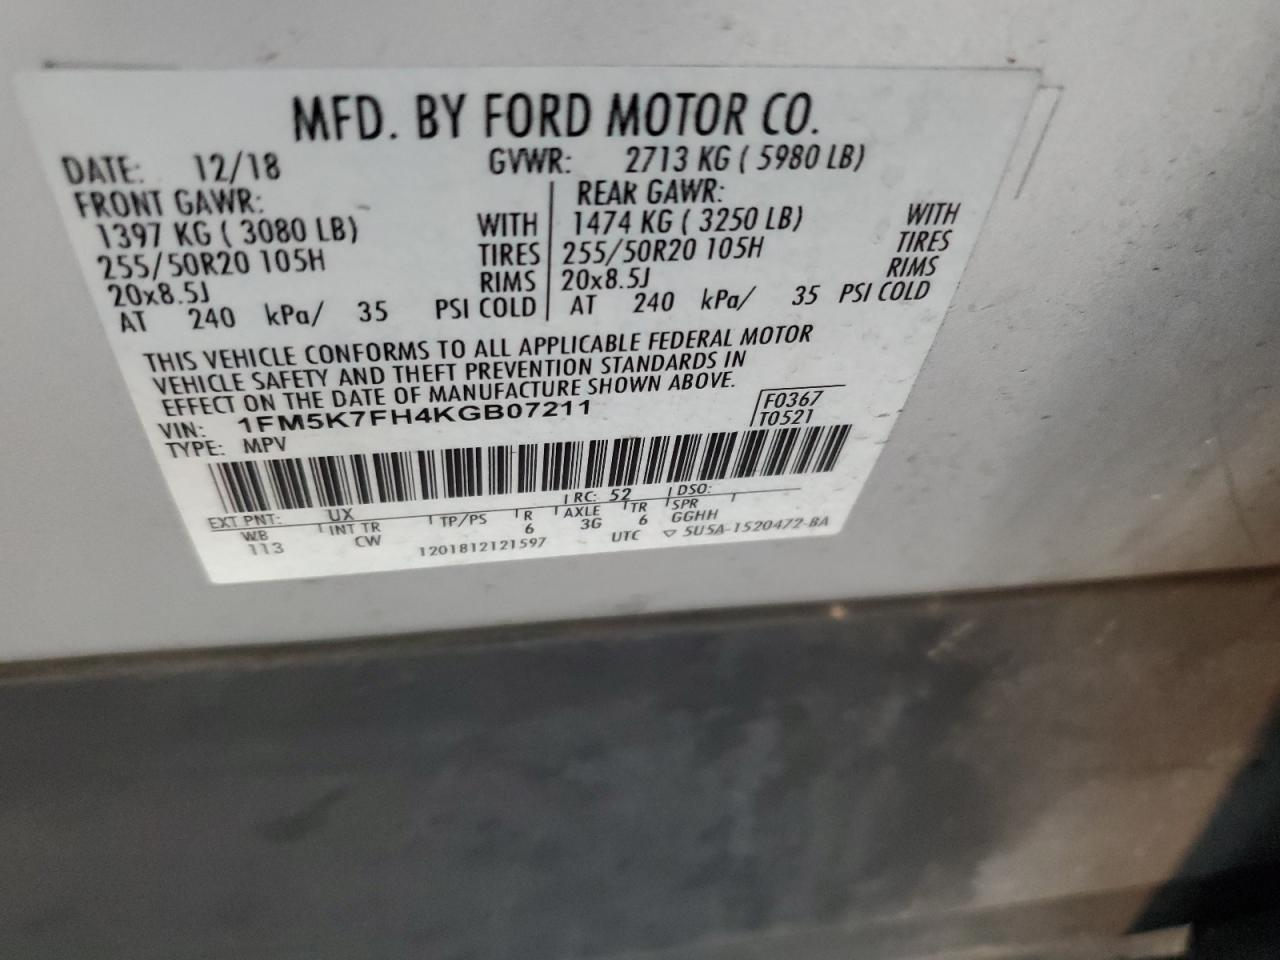 MFD. BY FORD MOTOR CO.
DATE: 12/18 GVWR: 2713 KG ( 5980 LB)
FRONT GAWR: REAR GAWR:
1397 KG ( 3080 LB) WITH 1474 KG ( 3250 LB) WITH
255/50R20 105H TIRES 255/50R20 105H TIRES
20x8.5J RIMS 20x8.5J RIMS
AT 240 kPa/ 35 PSI COLD AT 240 kPa/ 35 PSI COLD
THIS VEHICLE CONFORMS TO ALL APPLICABLE FEDERAL MOTOR
VEHICLE SAFETY AND THEFT PREVENTION STANDARDS IN
EFFECT ON THE DATE OF MANUFACTURE SHOWN ABOVE.
VIN: 1FM5K7FH4KGB07211 F0367
TYPE: MPV T0521
EXT PNT: UX RC: 52 DSO:
WB INT TR TP/PS R AXLE TR SPR
113 CW 6 3G 6 GGHH
1201812121597 UTC ▽ 5U5A-1520472-BA